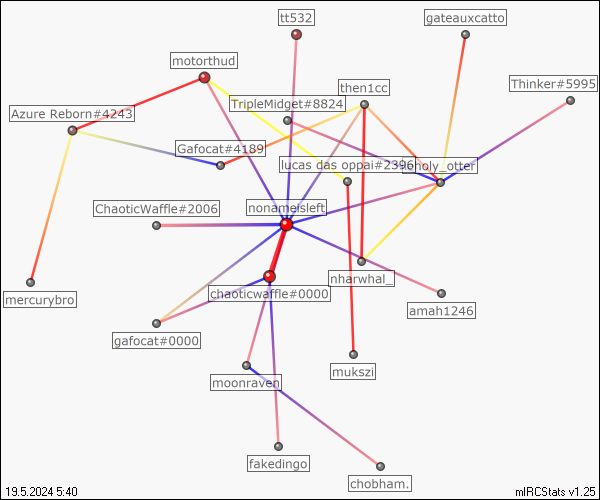 tt532
gateauxcatto
motorthud
Thinker#5995
then1cc
TripleMidget#8824
Azure Reborn#4243
Gafocat#4189
lucas das oppai#2396
holy_otter
nonameisleft
ChaoticWaffle#2006
nharwhal_
chaoticwaffle#0000
mercurybro
amah1246
gafocat#0000
mukszi
moonraven
fakedingo
chobham.
19.5.2024 5:40
mIRCStats v1.25